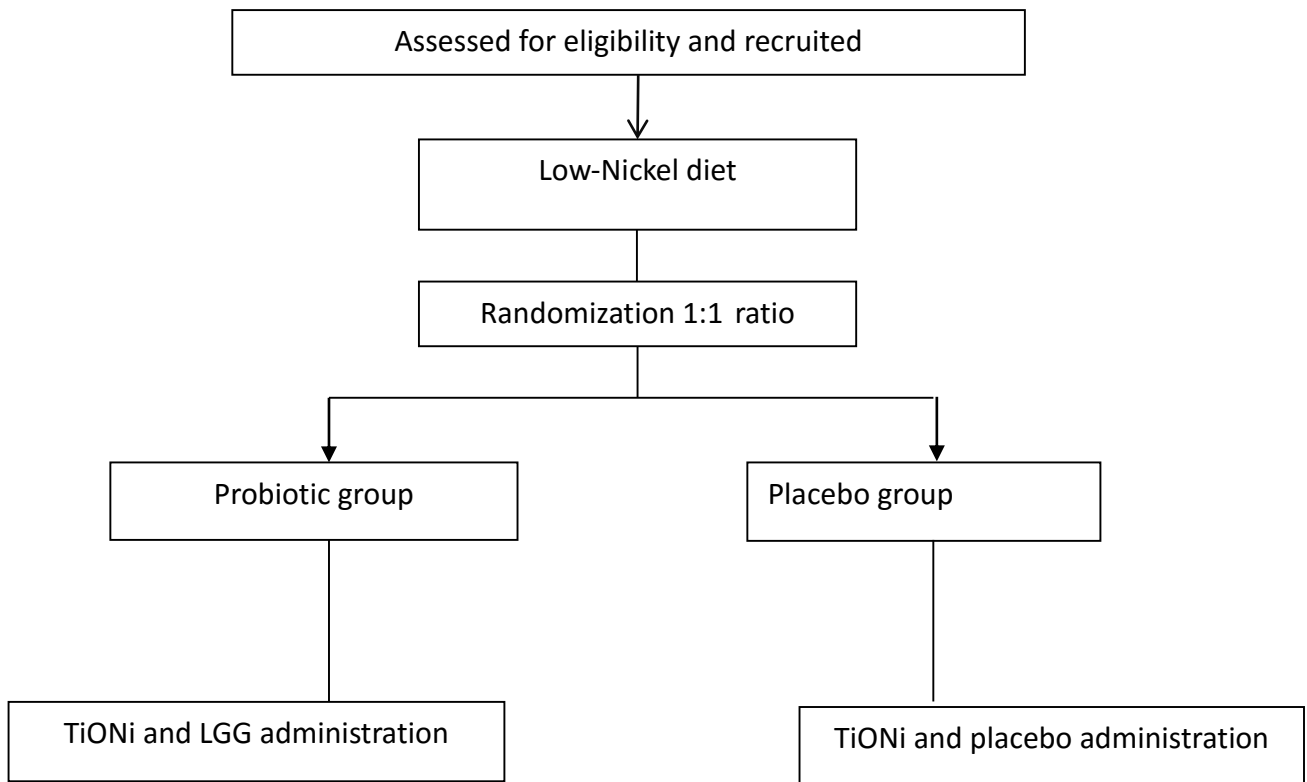 Assessed for eligibility and recruited
Low-Nickel diet
Randomization 1:1 ratio
Probiotic group
Placebo group
TiONi and LGG administration
TiONi and placebo administration